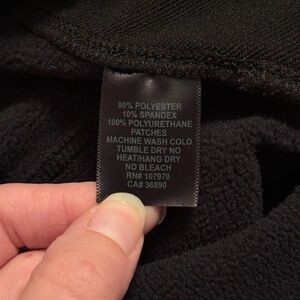 99% POLYESTER
10% SPANDEX
100% POLYURETHANE
PATCHES
MACHINE WASH COLD
TUMBLE DRY NO
HEAT/HANG DRY
NO BLEACH
RN# 107970
CA# 36890